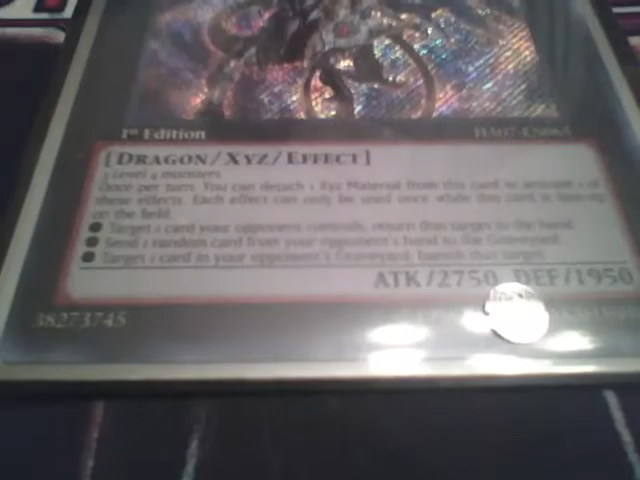 1st Edition HA07-EN064
[DRAGON/XYZ/EFFECT]
3 Level 4 monsters
Once per turn: You can detach 1 Xyz Material from this card to activate 1 of
these effects. Each effect can only be used once while this card is face-up
on the field.
● Target 1 card your opponent controls; return that target to the hand.
● Send 1 random card from your opponent's hand to the Graveyard.
● Target 1 card in your opponent's Graveyard; banish that target.
ATK/2750 DEF/1950
38273745